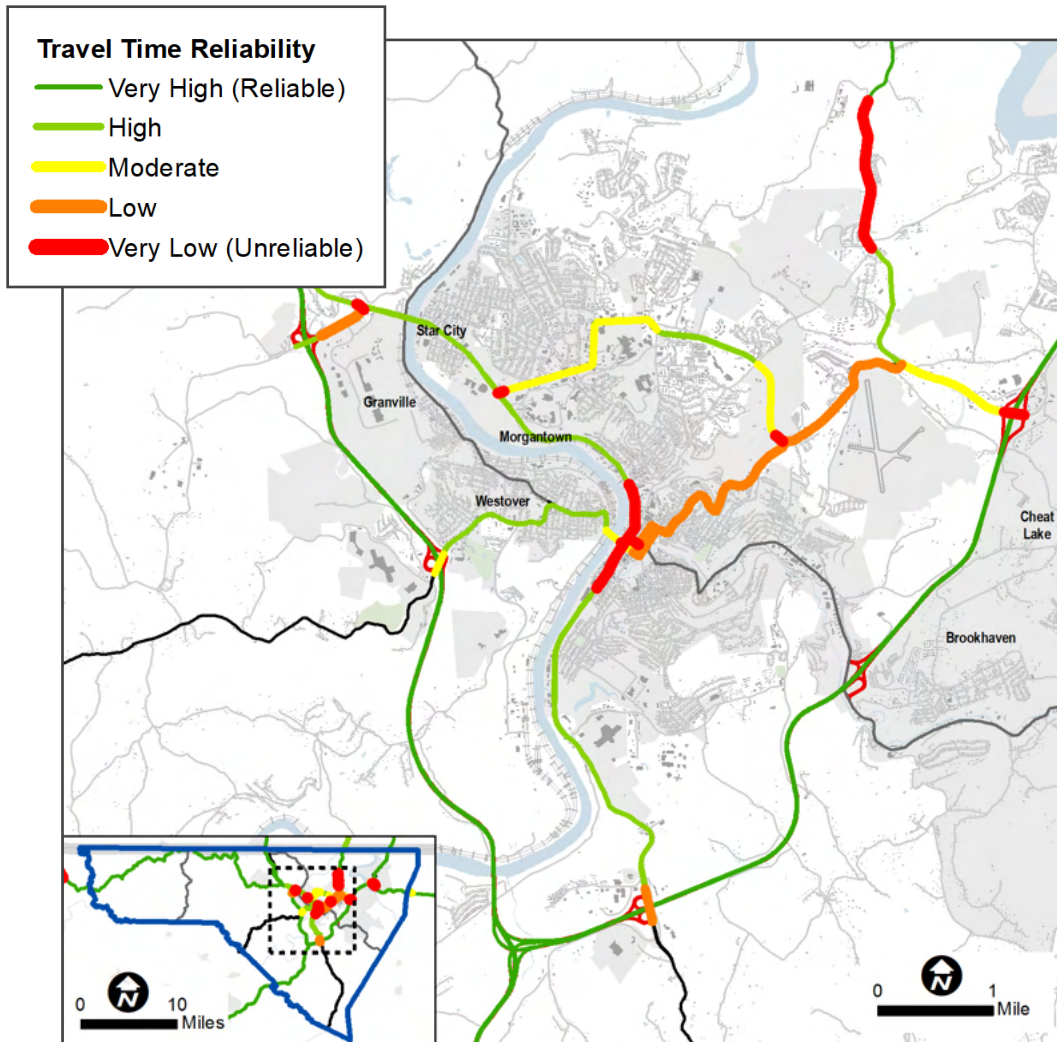 Travel Time Reliability
Very High (Reliable)
High
Moderate
Low
Very Low (Unreliable)
Star City
Granville
Morgantown
Westover
Cheat
Lake
Brookhaven
N
0 10
Miles
N
0 1
Mile